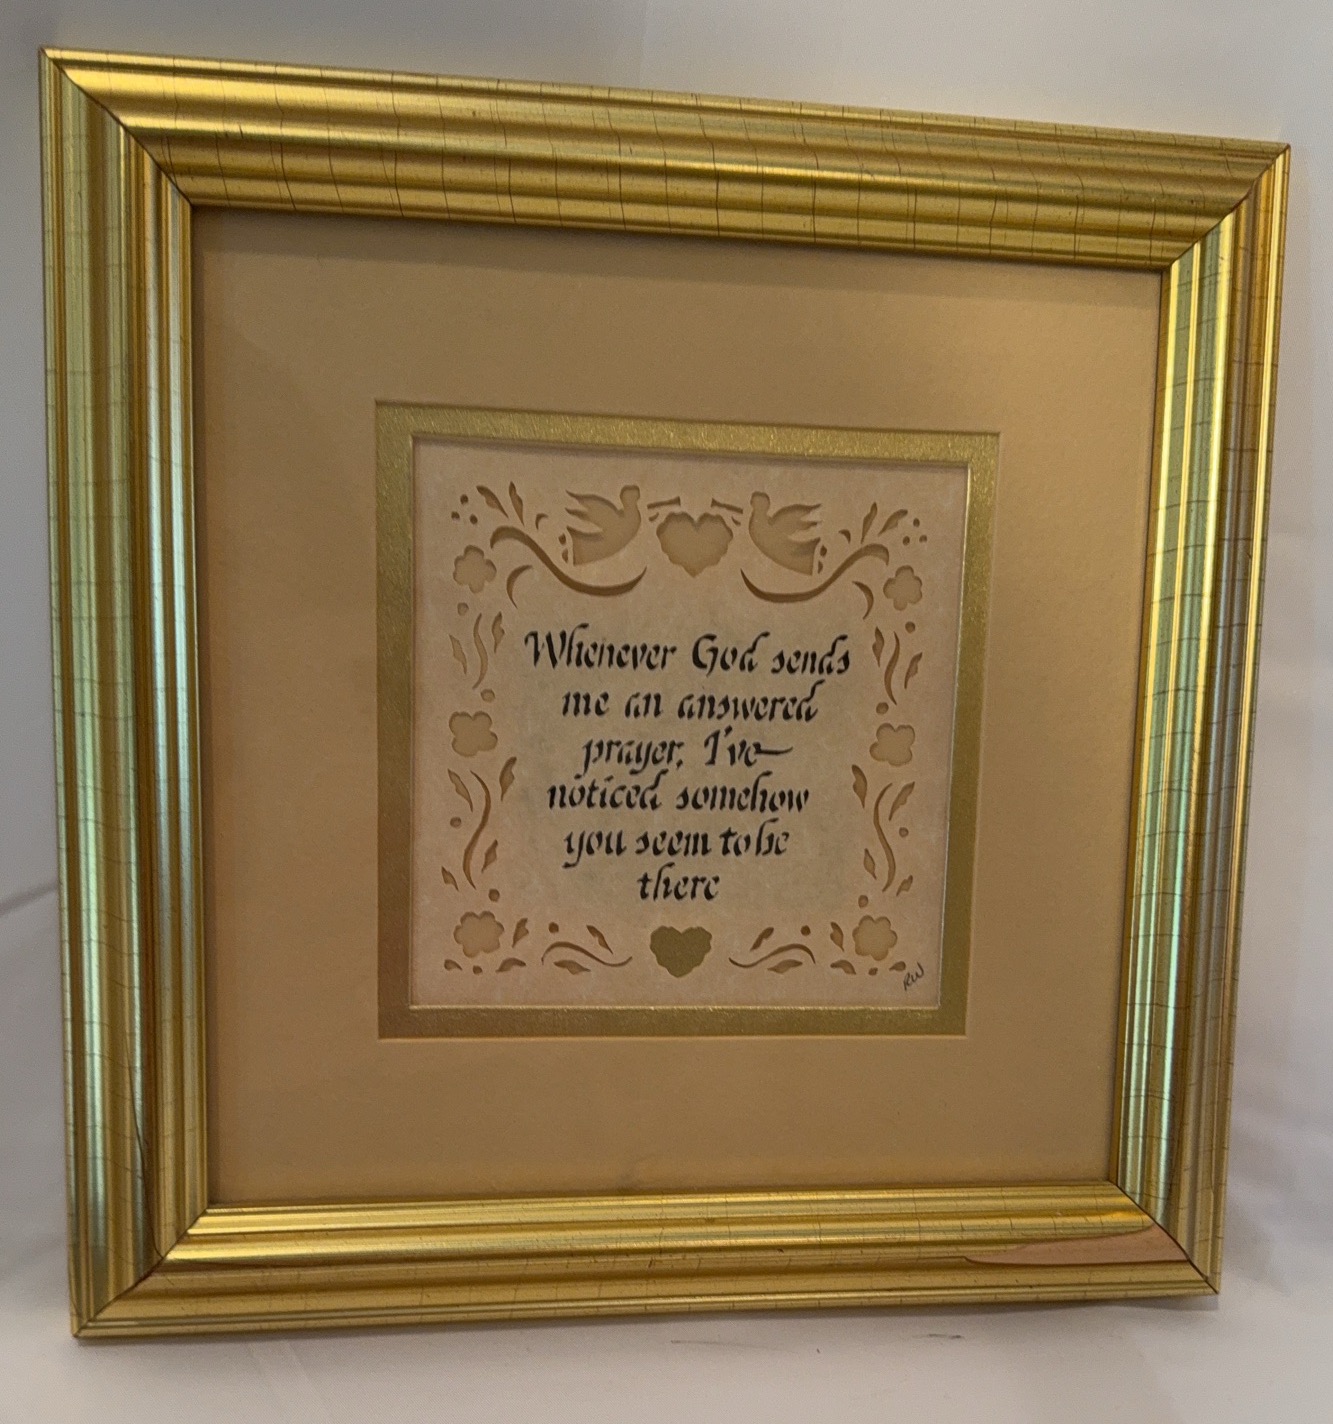 Whenever God sends
me an answered
prayer, I've
noticed somehow
you seem to be
there
RW